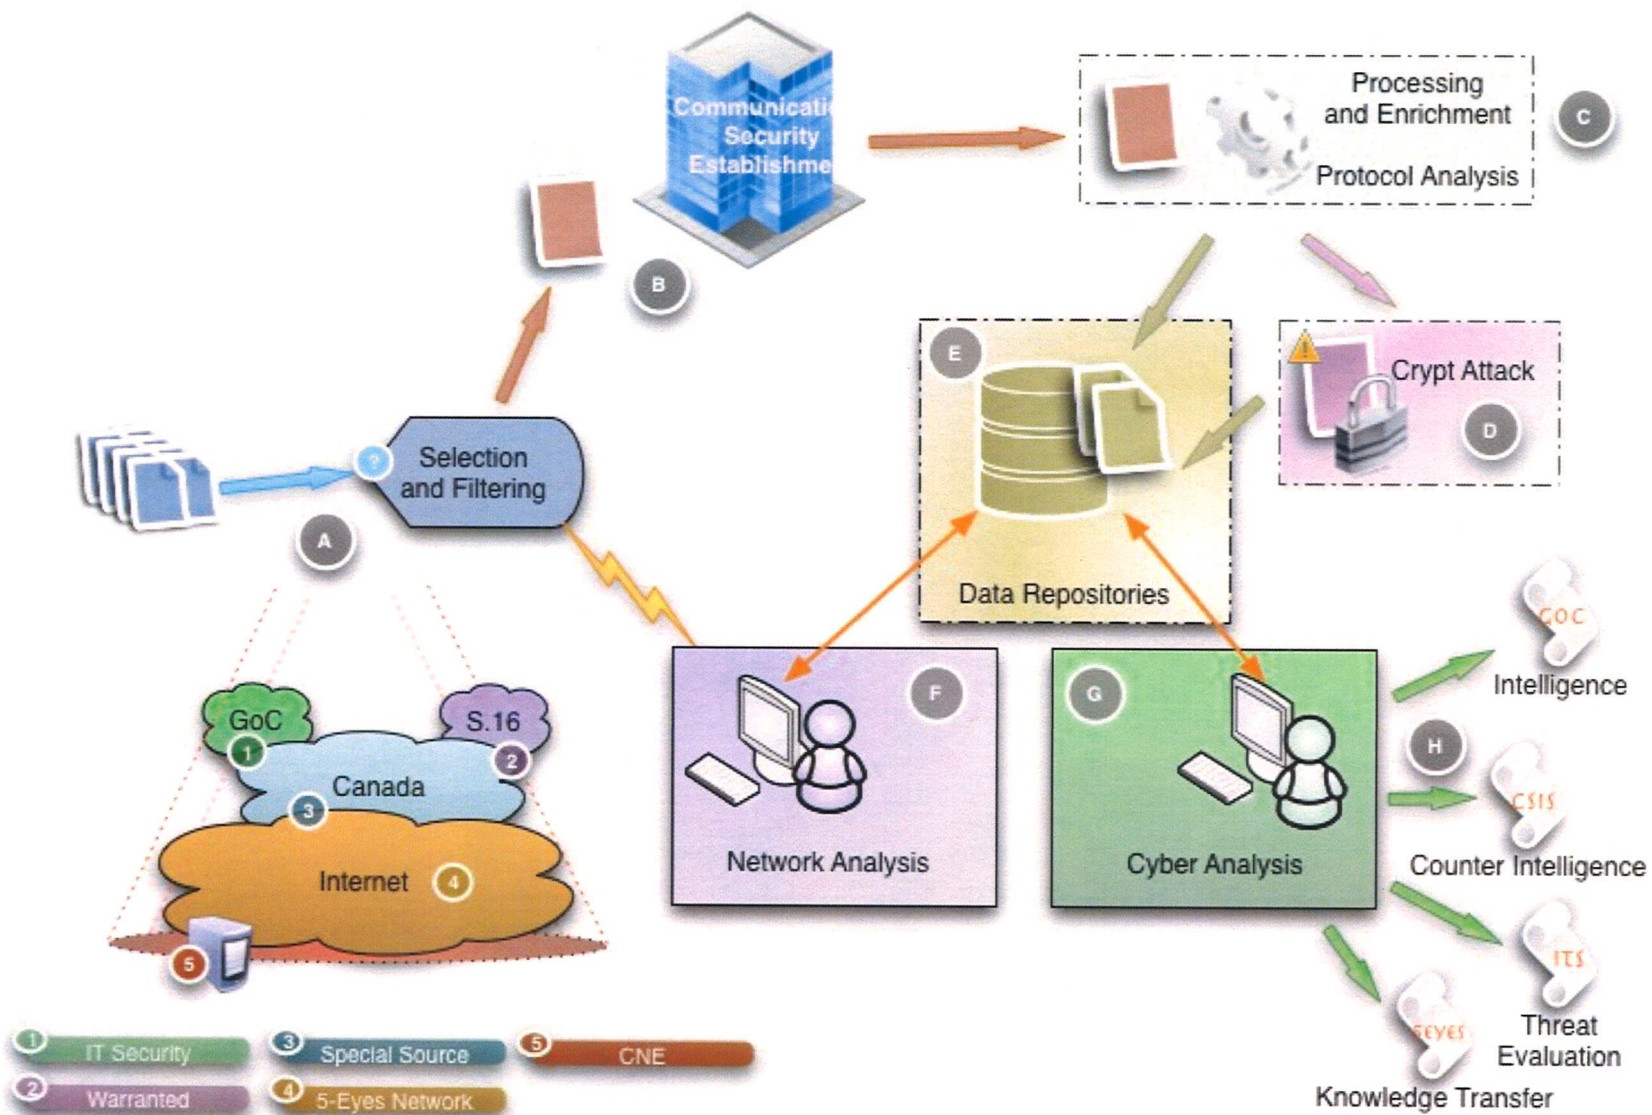 Communicatio
Security
Establishme
Processing
and Enrichment
Protocol Analysis
C
B
E
Crypt Attack
D
?
Selection
and Filtering
A
Data Repositories
GOC
Intelligence
F
G
H
GoC
S.16
1
2
Canada
3
CSIS
Counter Intelligence
Network Analysis
Cyber Analysis
Internet
4
5
ITS
Threat
Evaluation
5EYES
Knowledge Transfer
1 IT Security
3 Special Source
5 CNE
2 Warranted
4 5-Eyes Network